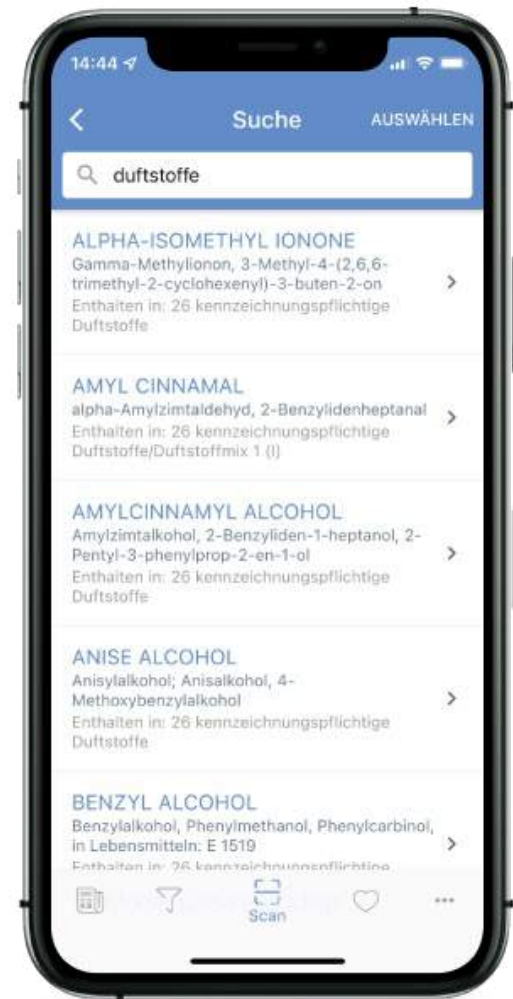 14:44
Suche
AUSWÄHLEN
duftstoffe
ALPHA-ISOMETHYL IONONE
Gamma-Methylionon, 3-Methyl-4-(2,6,6-
trimethyl-2-cyclohexenyl)-3-buten-2-on
Enthalten in: 26 kennzeichnungspflichtige
Duftstoffe
AMYL CINNAMAL
alpha-Amylzimtaldehyd, 2-Benzylidenheptanal
Enthalten in: 26 kennzeichnungspflichtige
Duftstoffe/Duftstoffmix 1 (I)
AMYLCINNAMYL ALCOHOL
Amylzimtalkohol, 2-Benzyliden-1-heptanol, 2-
Pentyl-3-phenylprop-2-en-1-ol
Enthalten in: 26 kennzeichnungspflichtige
Duftstoffe
ANISE ALCOHOL
Anisylalkohol; Anisalkohol, 4-
Methoxybenzylalkohol
Enthalten in: 26 kennzeichnungspflichtige
Duftstoffe
BENZYL ALCOHOL
Benzylalkohol, Phenylmethanol, Phenylcarbinol,
in Lebensmitteln: E 1519
Enthalten in: 26 kennzeichnungspflichtige
Scan